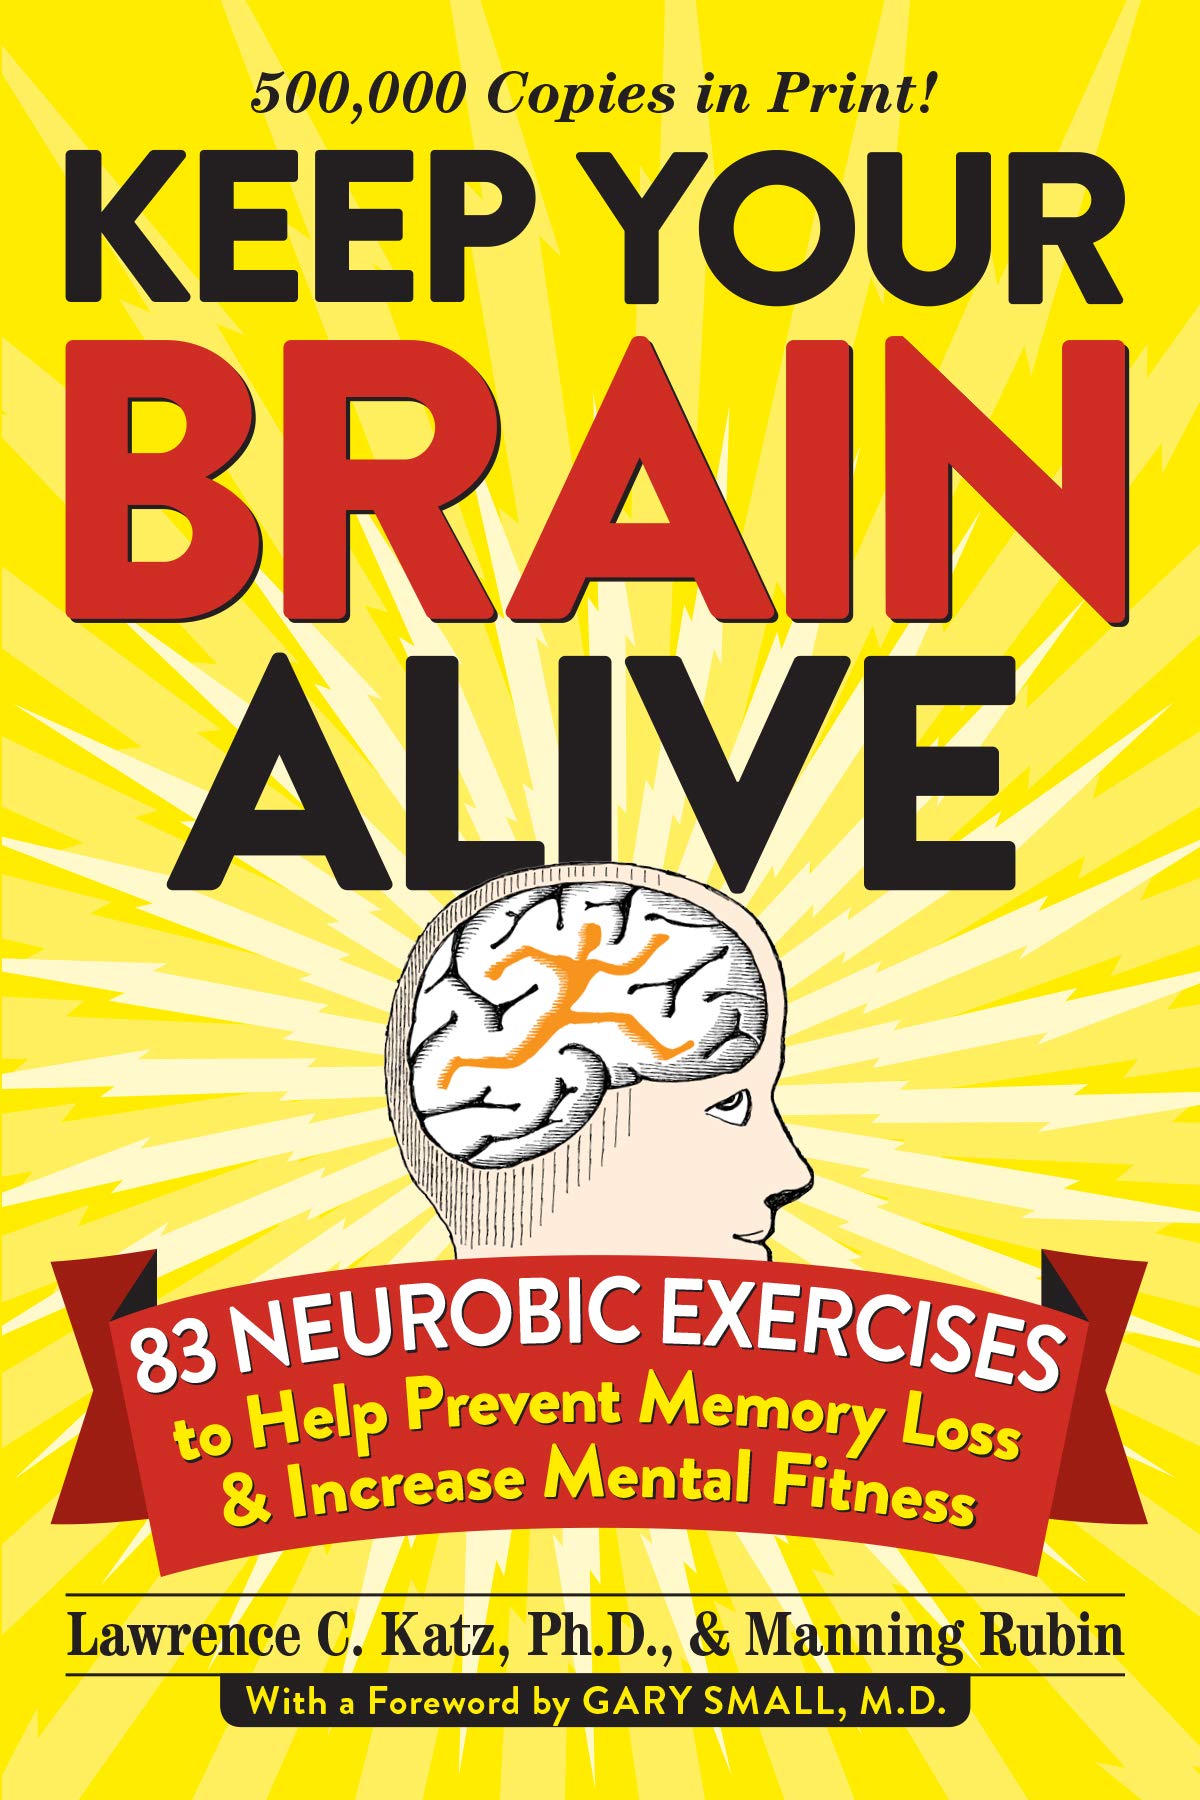 500,000 Copies in Print!
KEEP YOUR
BRAIN
ALIVE
83 NEUROBIC EXERCISES
to Help Prevent Memory Loss
& Increase Mental Fitness
Lawrence C. Katz, Ph.D., & Manning Rubin
With a Foreword by GARY SMALL, M.D.